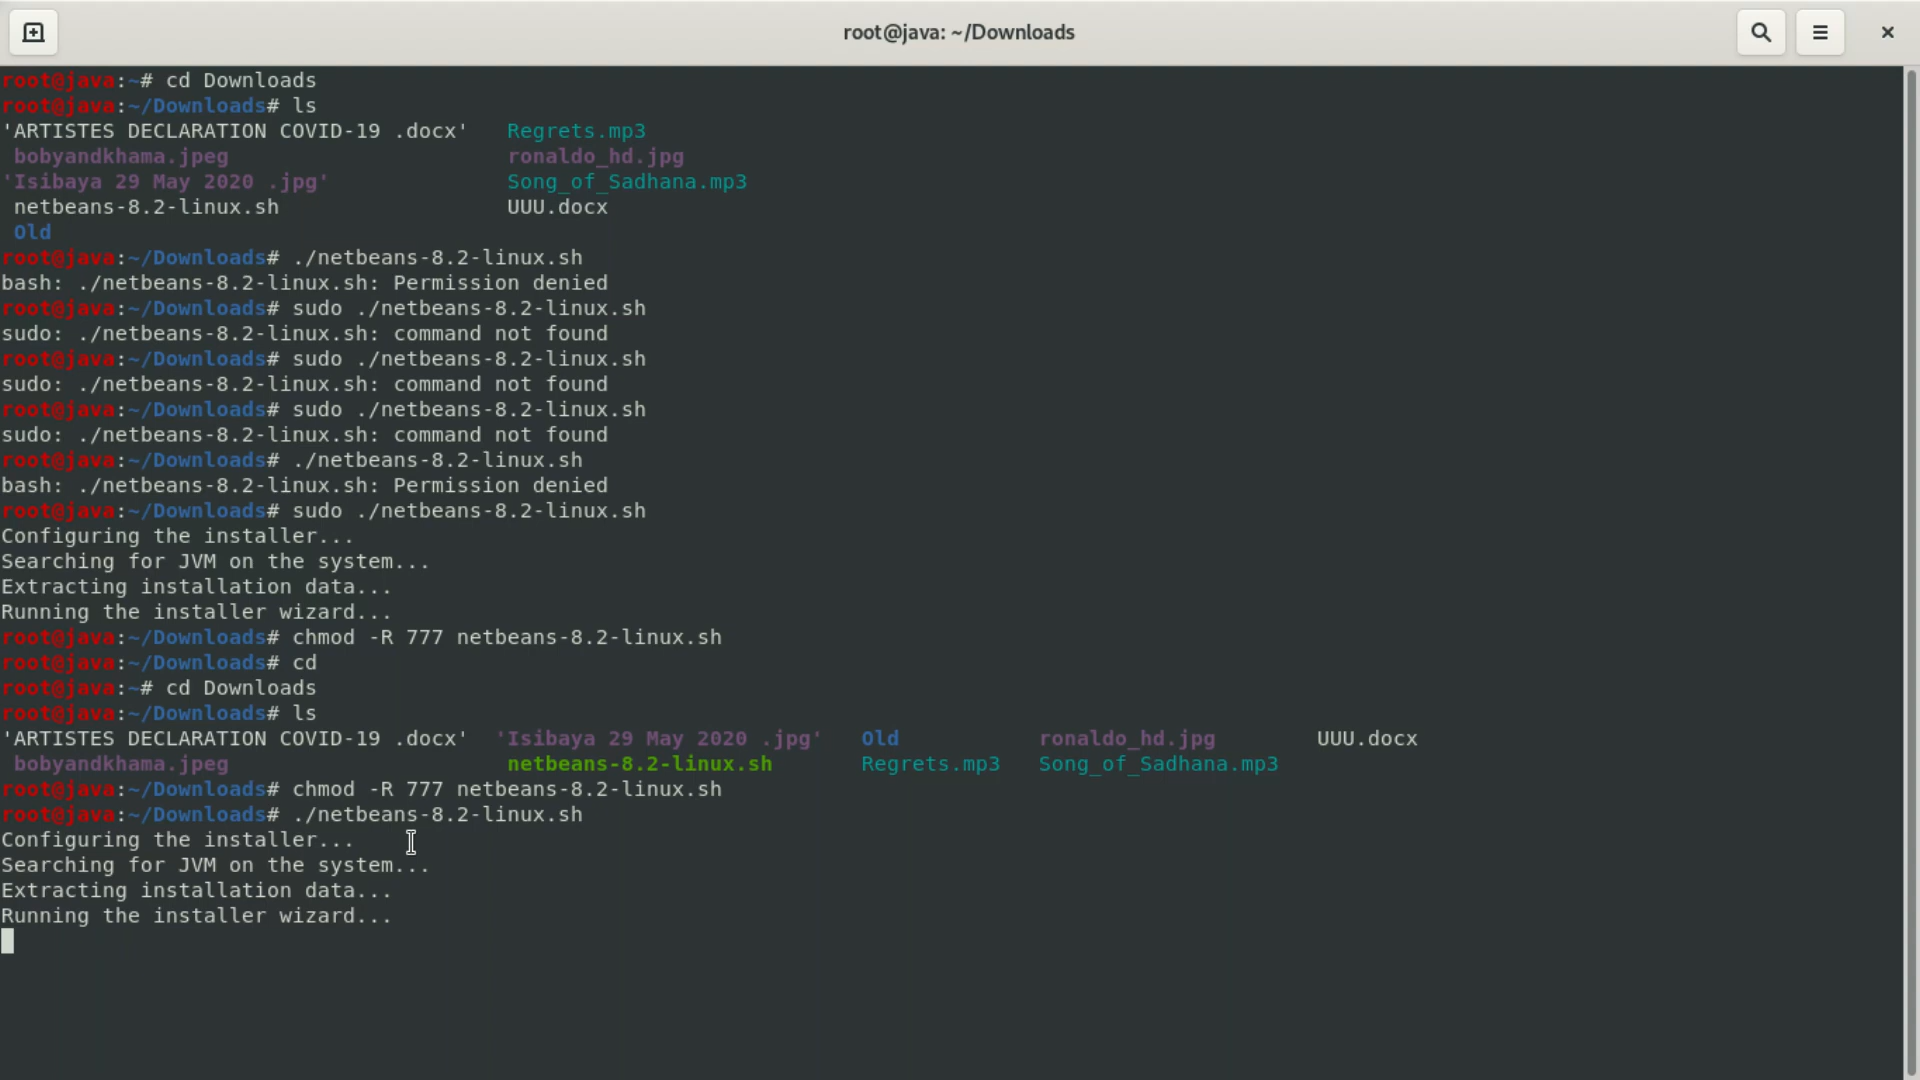 root@java: ~/Downloads
root@java:~# cd Downloads
root@java:~/Downloads# ls
'ARTISTES DECLARATION COVID-19 .docx'   Regrets.mp3
 bobyandkhama.jpeg                      ronaldo_hd.jpg
'Isibaya 29 May 2020 .jpg'              Song_of_Sadhana.mp3
 netbeans-8.2-linux.sh                  UUU.docx
 Old
root@java:~/Downloads# ./netbeans-8.2-linux.sh
bash: ./netbeans-8.2-linux.sh: Permission denied
root@java:~/Downloads# sudo ./netbeans-8.2-linux.sh
sudo: ./netbeans-8.2-linux.sh: command not found
root@java:~/Downloads# sudo ./netbeans-8.2-linux.sh
sudo: ./netbeans-8.2-linux.sh: command not found
root@java:~/Downloads# sudo ./netbeans-8.2-linux.sh
sudo: ./netbeans-8.2-linux.sh: command not found
root@java:~/Downloads# ./netbeans-8.2-linux.sh
bash: ./netbeans-8.2-linux.sh: Permission denied
root@java:~/Downloads# sudo ./netbeans-8.2-linux.sh
Configuring the installer...
Searching for JVM on the system...
Extracting installation data...
Running the installer wizard...
root@java:~/Downloads# chmod -R 777 netbeans-8.2-linux.sh
root@java:~/Downloads# cd
root@java:~# cd Downloads
root@java:~/Downloads# ls
'ARTISTES DECLARATION COVID-19 .docx'  'Isibaya 29 May 2020 .jpg'   Old           ronaldo_hd.jpg        UUU.docx
 bobyandkhama.jpeg                      netbeans-8.2-linux.sh       Regrets.mp3   Song_of_Sadhana.mp3
root@java:~/Downloads# chmod -R 777 netbeans-8.2-linux.sh
root@java:~/Downloads# ./netbeans-8.2-linux.sh
Configuring the installer...
Searching for JVM on the system...
Extracting installation data...
Running the installer wizard...